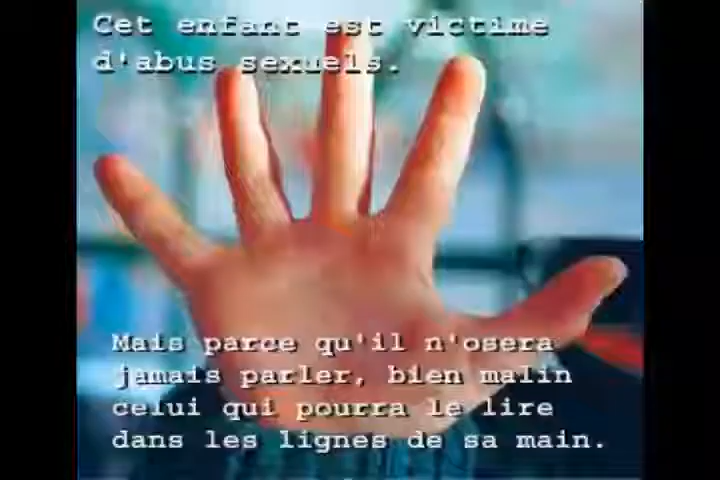 Cet enfant est victime
d'abus sexuels.
Mais parce qu'il n'osera
jamais parler, bien malin
celui qui pourra le lire
dans les lignes de sa main.